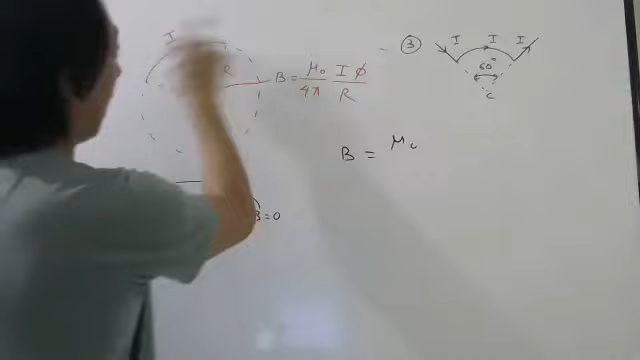 I
R
B = μ₀/4π Iφ/R
③ I I I
60°
C
B = μ₀
B = 0